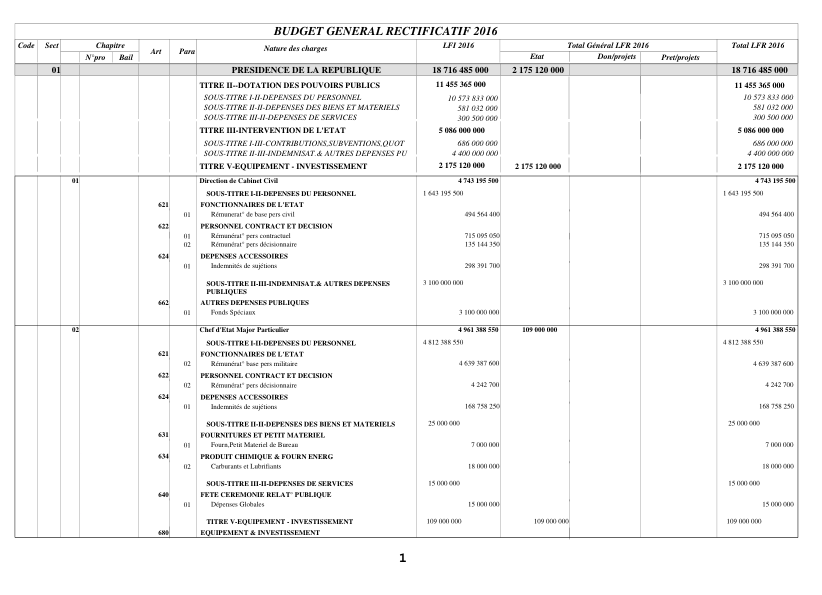 BUDGET GENERAL RECTIFICATIF 2016
Code Sect Chapitre Art Para Nature des charges LFI 2016 Total Général LFR 2016 Total LFR 2016
N°pro Bail Etat Don/projets Pret/projets
01 PRESIDENCE DE LA REPUBLIQUE 18 716 485 000 2 175 120 000 18 716 485 000
TITRE II--DOTATION DES POUVOIRS PUBLICS 11 455 365 000 11 455 365 000
SOUS-TITRE I-II-DEPENSES DU PERSONNEL 10 573 833 000 10 573 833 000
SOUS-TITRE II-II-DEPENSES DES BIENS ET MATERIELS 581 032 000 581 032 000
SOUS-TITRE III-II-DEPENSES DE SERVICES 300 500 000 300 500 000
TITRE III-INTERVENTION DE L'ETAT 5 086 000 000 5 086 000 000
SOUS-TITRE I-III-CONTRIBUTIONS,SUBVENTIONS,QUOT 686 000 000 686 000 000
SOUS-TITRE II-III-INDEMNISAT.& AUTRES DEPENSES PU 4 400 000 000 4 400 000 000
TITRE V-EQUIPEMENT - INVESTISSEMENT 2 175 120 000 2 175 120 000 2 175 120 000
01 Direction de Cabinet Civil 4 743 195 500 4 743 195 500
SOUS-TITRE I-II-DEPENSES DU PERSONNEL 1 643 195 500 1 643 195 500
621 FONCTIONNAIRES DE L'ETAT
01 Rémunerat° de base pers civil 494 564 400 494 564 400
622 PERSONNEL CONTRACT ET DECISION
01 Rémunérat° pers contractuel 715 095 050 715 095 050
02 Rémunérat° pers décisionnaire 135 144 350 135 144 350
624 DEPENSES ACCESSOIRES
01 Indemnités de sujétions 298 391 700 298 391 700
SOUS-TITRE II-III-INDEMNISAT.& AUTRES DEPENSES 3 100 000 000 3 100 000 000
PUBLIQUES
662 AUTRES DEPENSES PUBLIQUES
01 Fonds Spéciaux 3 100 000 000 3 100 000 000
02 Chef d'Etat Major Particulier 4 961 388 550 109 000 000 4 961 388 550
SOUS-TITRE I-II-DEPENSES DU PERSONNEL 4 812 388 550 4 812 388 550
621 FONCTIONNAIRES DE L'ETAT
02 Rémunérat° base pers militaire 4 639 387 600 4 639 387 600
622 PERSONNEL CONTRACT ET DECISION
02 Rémunérat° pers décisionnaire 4 242 700 4 242 700
624 DEPENSES ACCESSOIRES
01 Indemnités de sujétions 168 758 250 168 758 250
SOUS-TITRE II-II-DEPENSES DES BIENS ET MATERIELS 25 000 000 25 000 000
631 FOURNITURES ET PETIT MATERIEL
01 Fourn,Petit Materiel de Bureau 7 000 000 7 000 000
634 PRODUIT CHIMIQUE & FOURN ENERG
02 Carburants et Lubrifiants 18 000 000 18 000 000
SOUS-TITRE III-II-DEPENSES DE SERVICES 15 000 000 15 000 000
640 FETE CEREMONIE RELAT° PUBLIQUE
01 Dépenses Globales 15 000 000 15 000 000
TITRE V-EQUIPEMENT - INVESTISSEMENT 109 000 000 109 000 000 109 000 000
680 EQUIPEMENT & INVESTISSEMENT
1